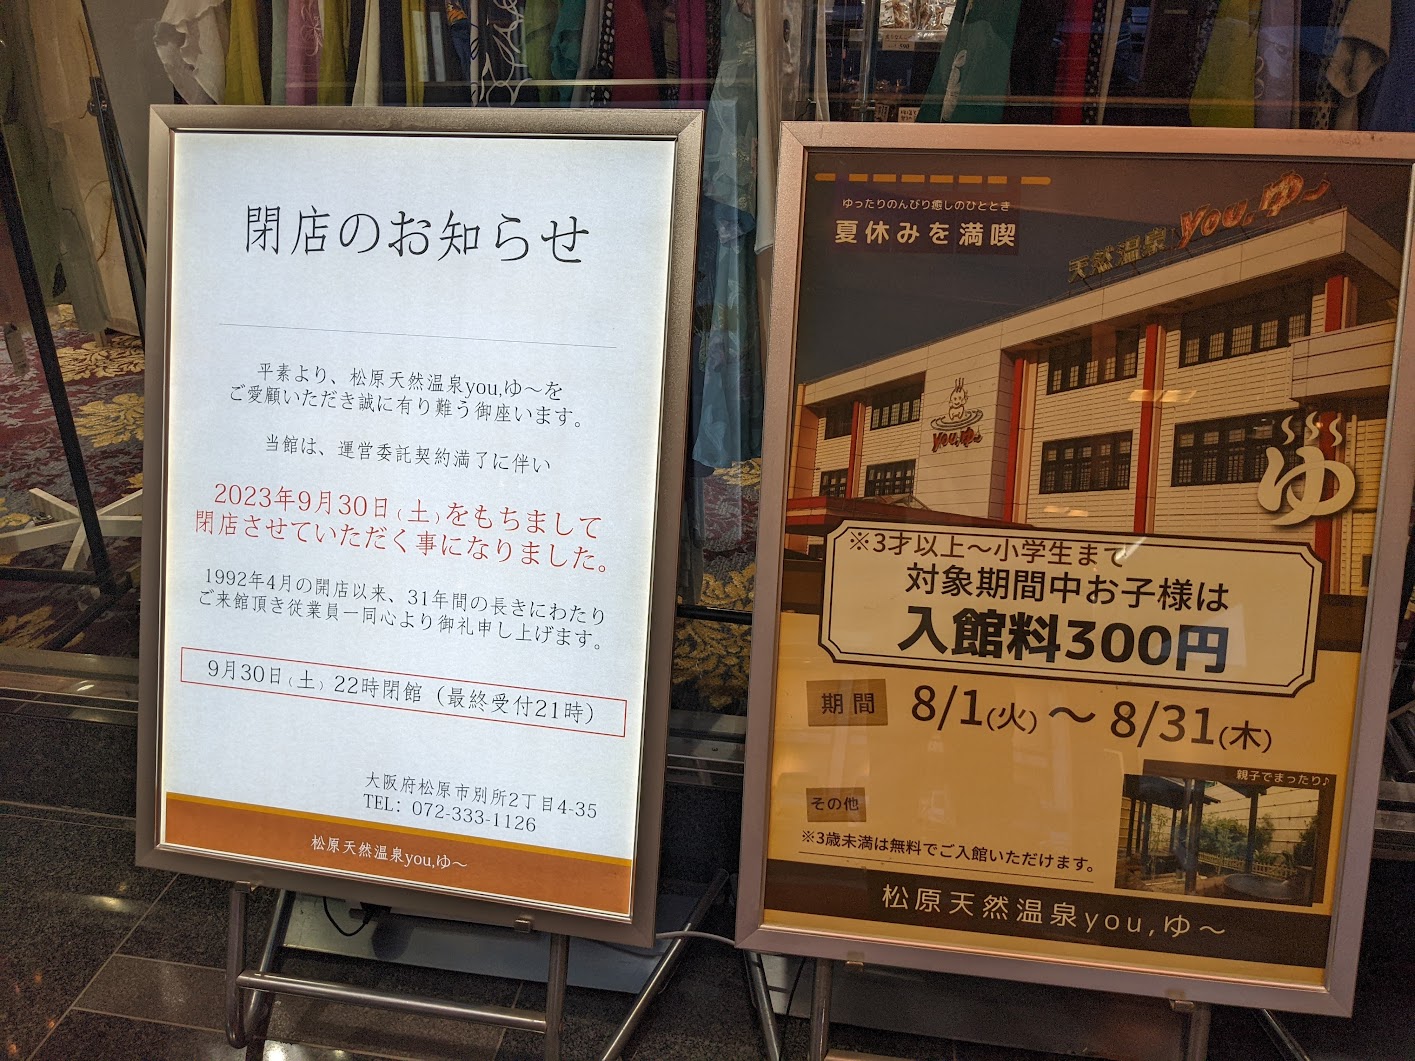 閉店のお知らせ
平素より、松原天然温泉you,ゆ～を
ご愛顧いただき誠に有り難う御座います。
当館は、運営委託契約満了に伴い
2023年9月30日(土)をもちまして
閉店させていただく事になりました。
1992年4月の開店以来、31年間の長きにわたり
ご来館頂き従業員一同心より御礼申し上げます。
9月30日(土) 22時閉館（最終受付21時）
大阪府松原市別所2丁目4-35
TEL：072-333-1126
松原天然温泉you,ゆ～
ゆったりのんびり癒しのひととき
夏休みを満喫
天然温泉 you,ゆ～
you,ゆ～
ゆ
※3才以上～小学生まで
対象期間中お子様は
入館料300円
期間 8/1(火) ～ 8/31(木)
親子でまったり♪
その他
※3歳未満は無料でご入館いただけます。
松原天然温泉you,ゆ～